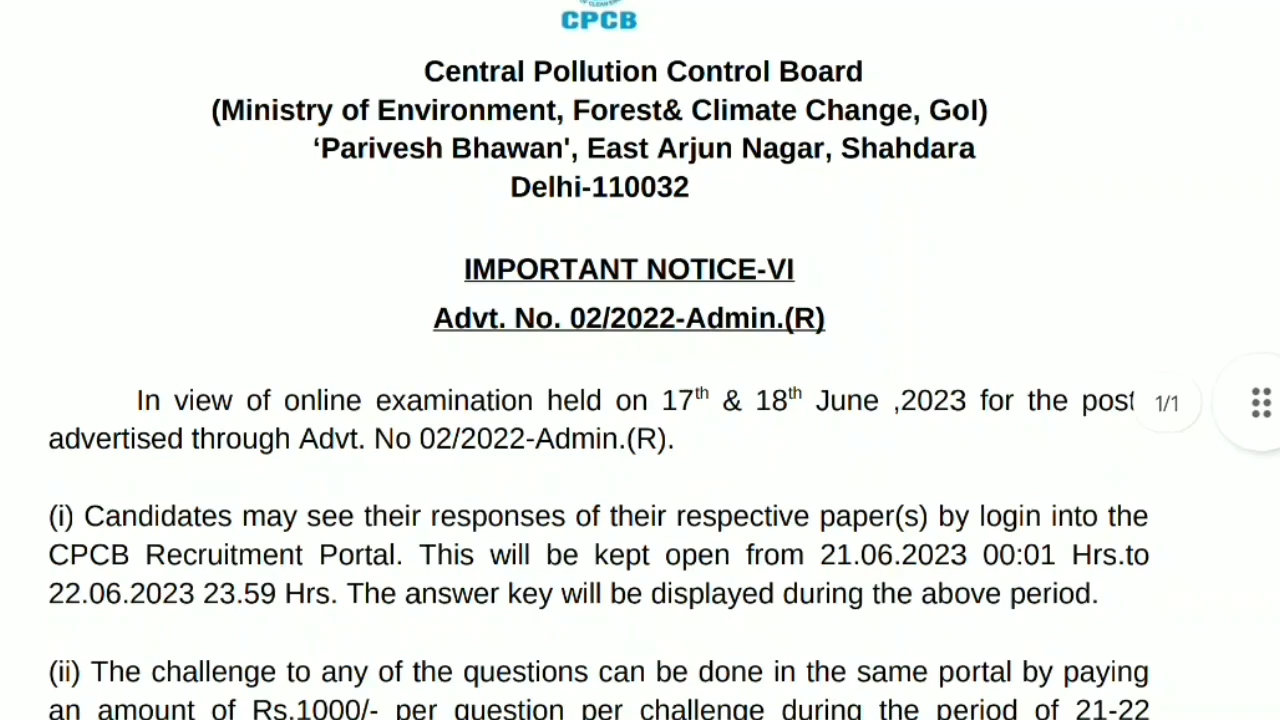 CPCB
Central Pollution Control Board
(Ministry of Environment, Forest& Climate Change, GoI)
‘Parivesh Bhawan', East Arjun Nagar, Shahdara
Delhi-110032
IMPORTANT NOTICE-VI
Advt. No. 02/2022-Admin.(R)
In view of online examination held on 17th & 18th June ,2023 for the post
1/1
advertised through Advt. No 02/2022-Admin.(R).
(i) Candidates may see their responses of their respective paper(s) by login into the
CPCB Recruitment Portal. This will be kept open from 21.06.2023 00:01 Hrs.to
22.06.2023 23.59 Hrs. The answer key will be displayed during the above period.
(ii) The challenge to any of the questions can be done in the same portal by paying
an amount of Rs.1000/- per question per challenge during the period of 21-22